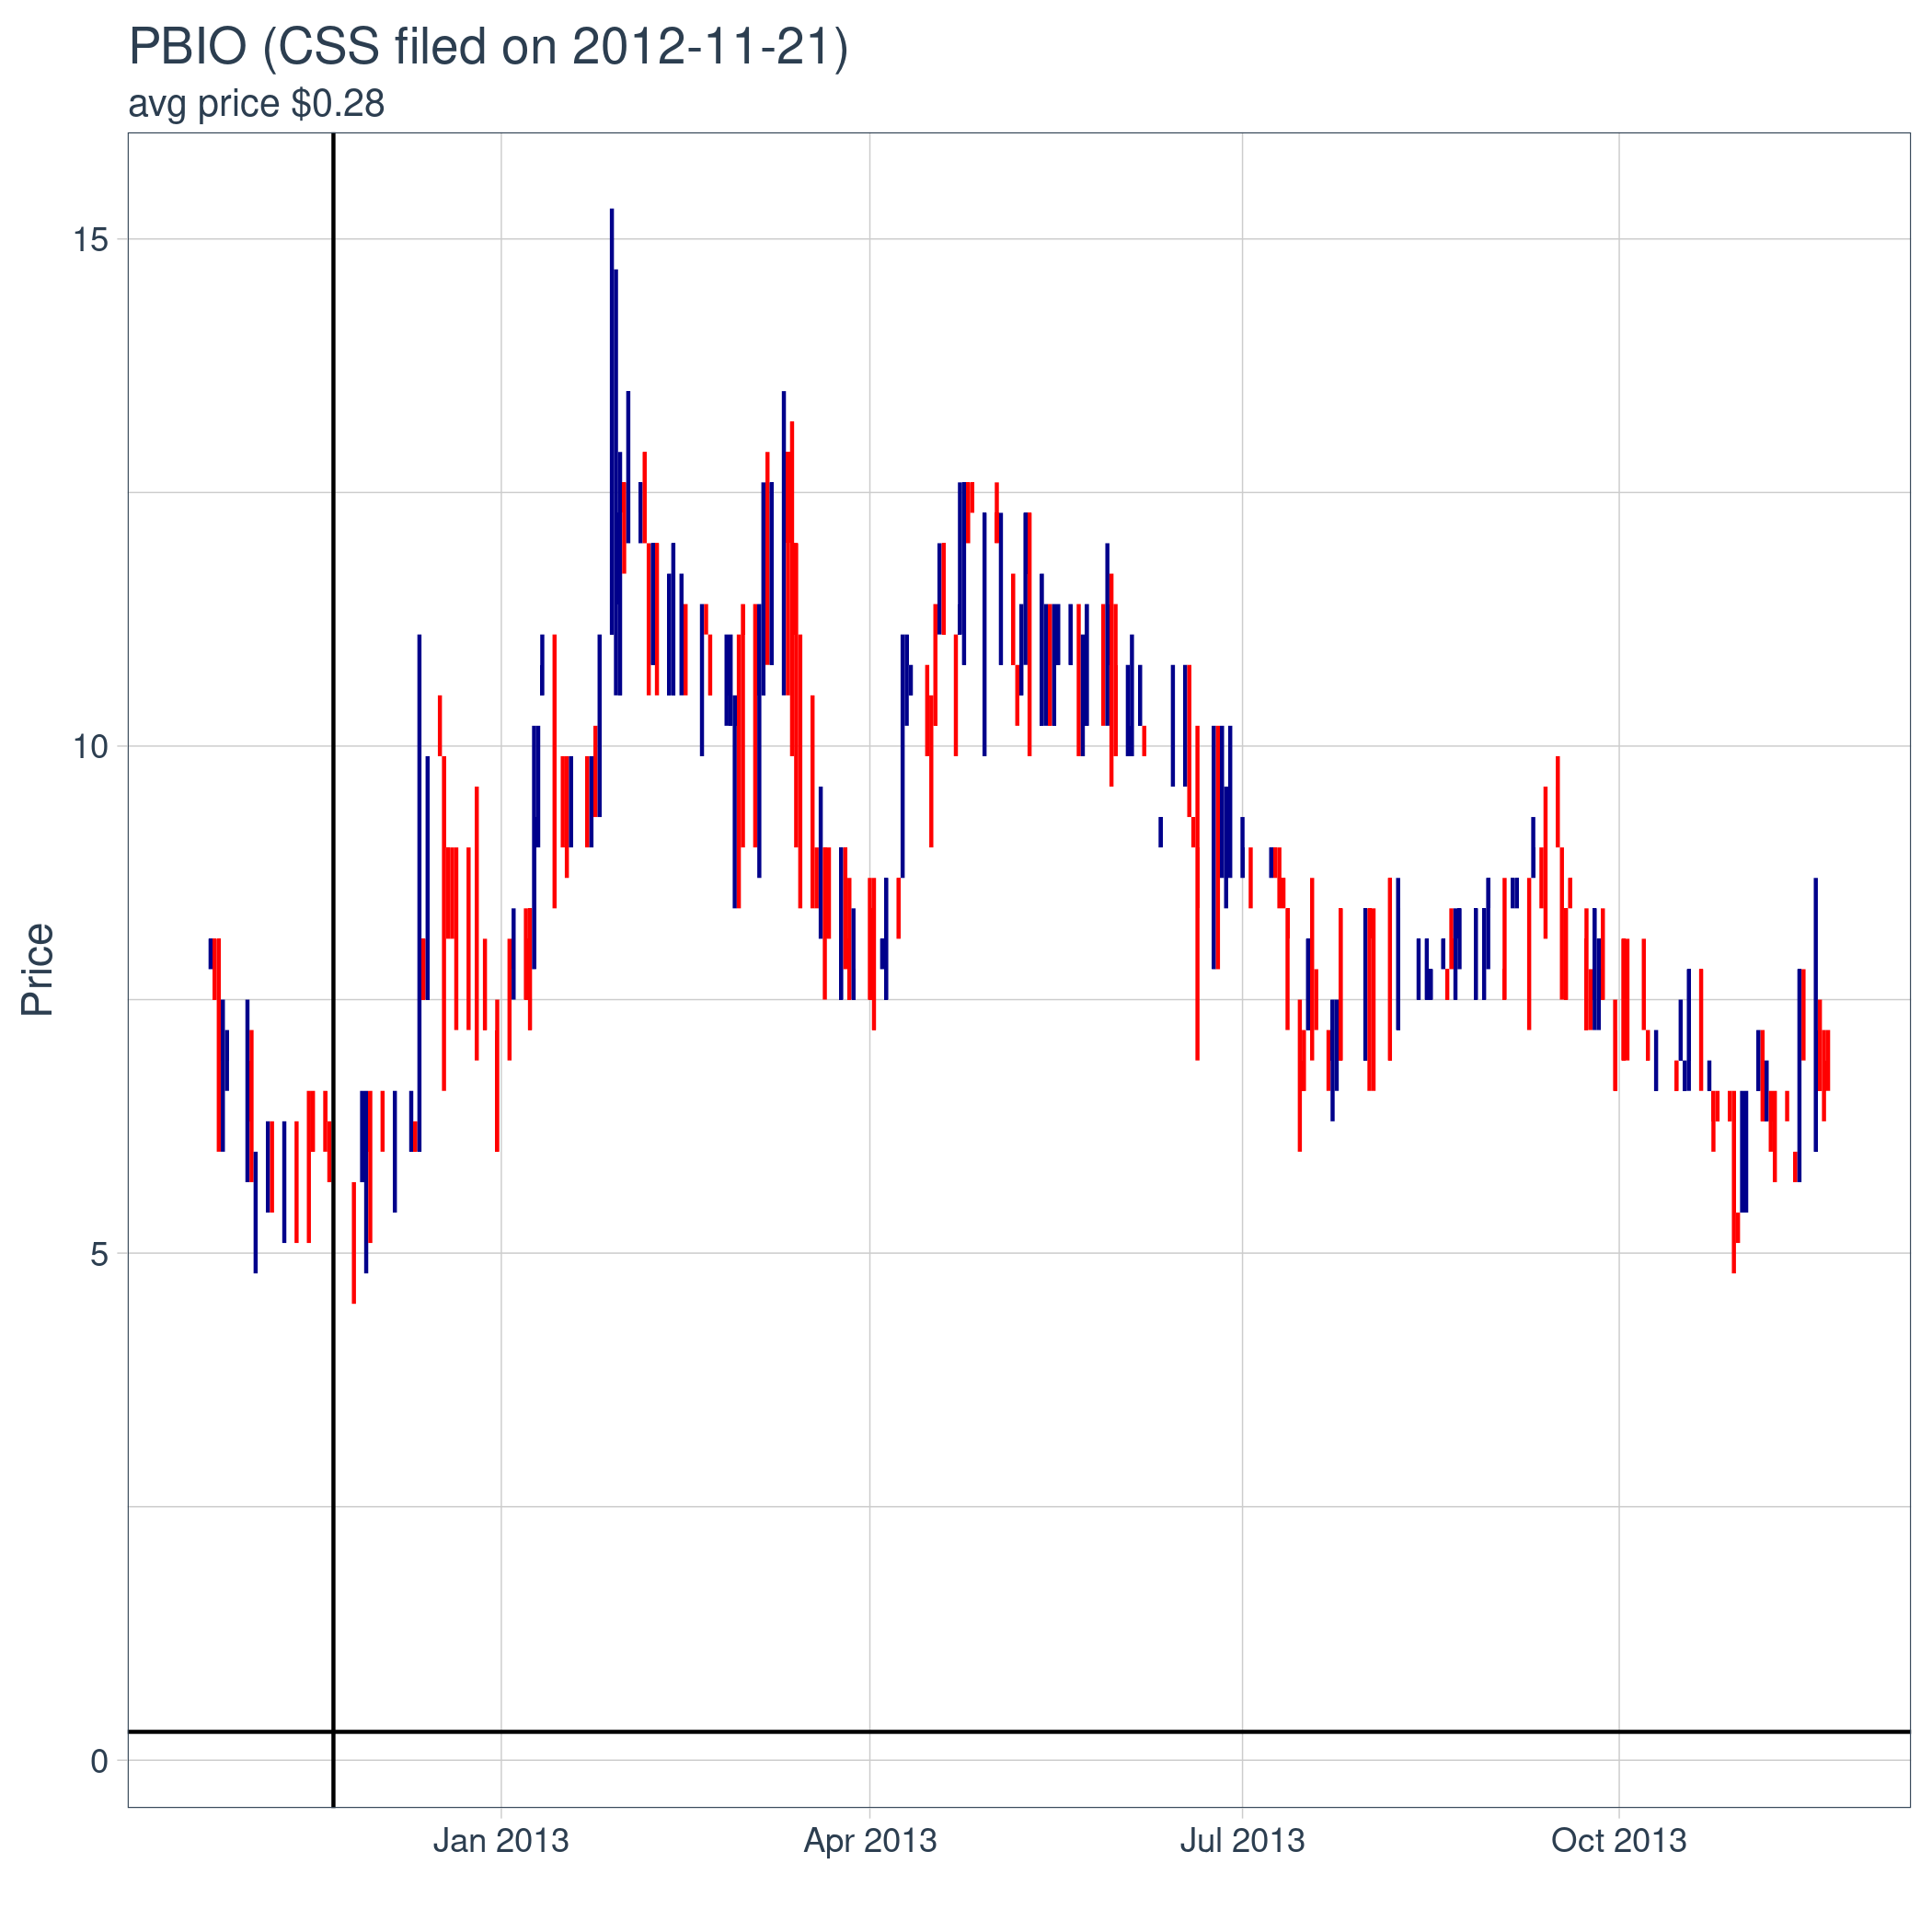 PBIO (CSS filed on 2012-11-21)
avg price $0.28
15
10
5
0
Price
Jan 2013
Apr 2013
Jul 2013
Oct 2013